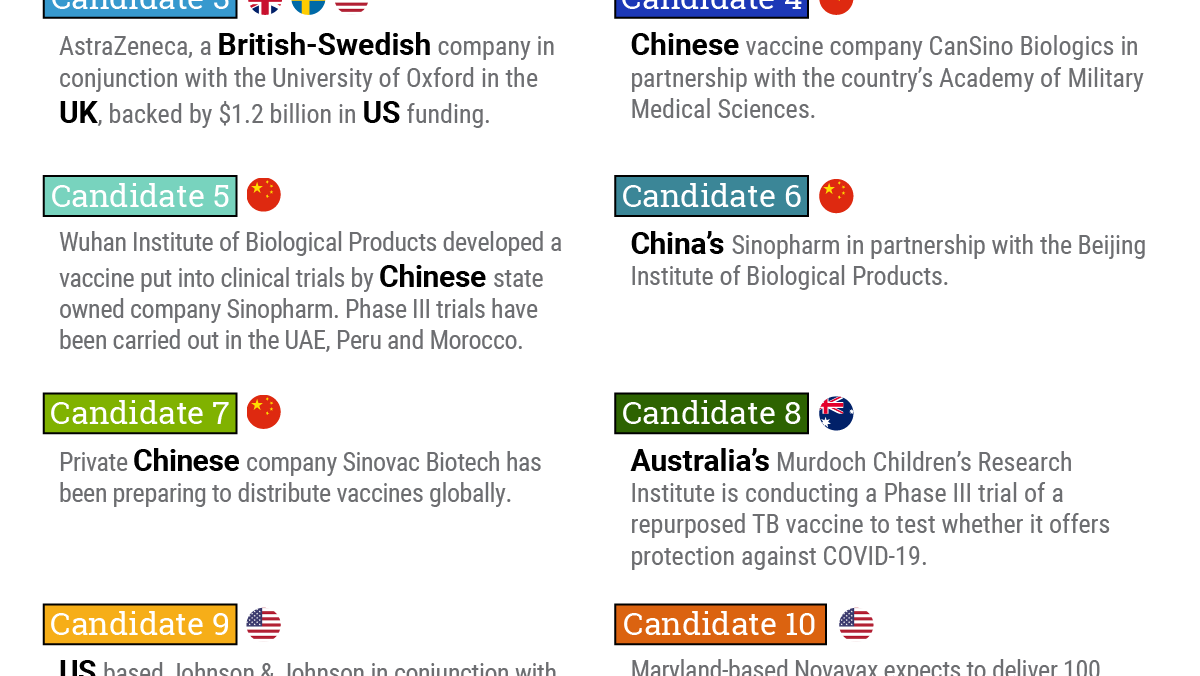 Candidate 3
AstraZeneca, a British-Swedish company in
conjunction with the University of Oxford in the
UK, backed by $1.2 billion in US funding.
Candidate 4
Chinese vaccine company CanSino Biologics in
partnership with the country’s Academy of Military
Medical Sciences.
Candidate 5
Wuhan Institute of Biological Products developed a
vaccine put into clinical trials by Chinese state
owned company Sinopharm. Phase III trials have
been carried out in the UAE, Peru and Morocco.
Candidate 6
China’s Sinopharm in partnership with the Beijing
Institute of Biological Products.
Candidate 7
Private Chinese company Sinovac Biotech has
been preparing to distribute vaccines globally.
Candidate 8
Australia’s Murdoch Children’s Research
Institute is conducting a Phase III trial of a
repurposed TB vaccine to test whether it offers
protection against COVID-19.
Candidate 9
US based Johnson & Johnson in conjunction with
Candidate 10
Maryland-based Novavax expects to deliver 100